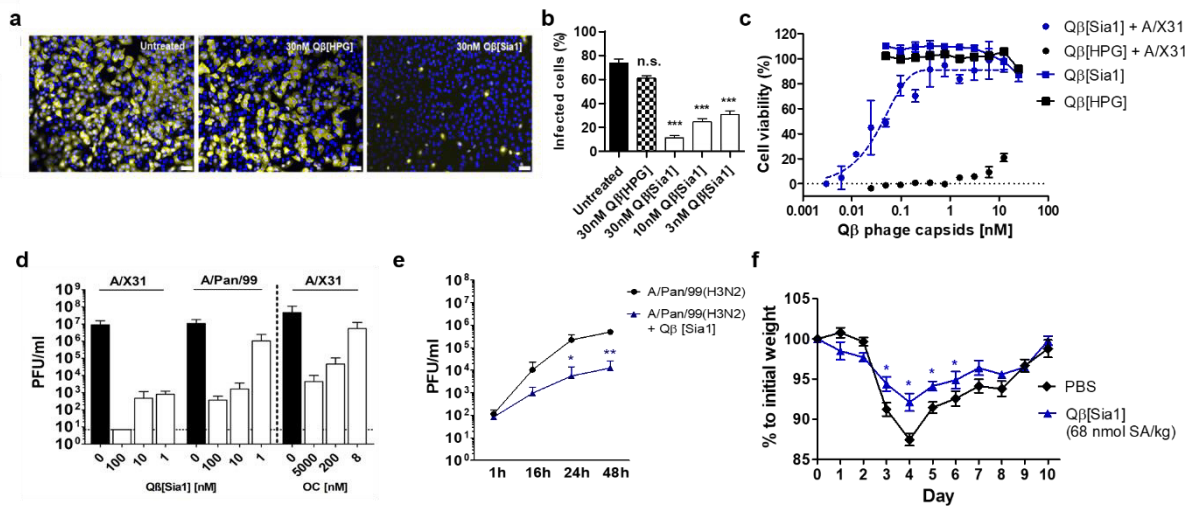 a
Untreated
30nM Qβ[HPG]
30nM Qβ[Sia1]
b
Infected cells (%)
100
80
60
40
20
0
n.s.
***
***
***
Untreated
30nM Qβ[HPG]
30nM Qβ[Sia1]
10nM Qβ[Sia1]
3nM Qβ[Sia1]
c
Cell viability (%)
120
100
80
60
40
20
0
0.001 0.01 0.1 1 10 100
Qβ phage capsids [nM]
Qβ[Sia1] + A/X31
Qβ[HPG] + A/X31
Qβ[Sia1]
Qβ[HPG]
d
A/X31 A/Pan/99 A/X31
PFU/ml
10⁹
10⁸
10⁷
10⁶
10⁵
10⁴
10³
10²
10¹
10⁰
0 100 10 1 0 100 10 1 0 5000 200 8
Qβ[Sia1] [nM] OC [nM]
e
PFU/ml
10⁹
10⁸
10⁷
10⁶
10⁵
10⁴
10³
10²
10¹
10⁰
* **
1h 16h 24h 48h
A/Pan/99(H3N2)
A/Pan/99(H3N2)
+ Qβ [Sia1]
f
% to initial weight
100
95
90
85
* * * *
0 1 2 3 4 5 6 7 8 9 10
Day
PBS
Qβ[Sia1]
(68 nmol SA/kg)